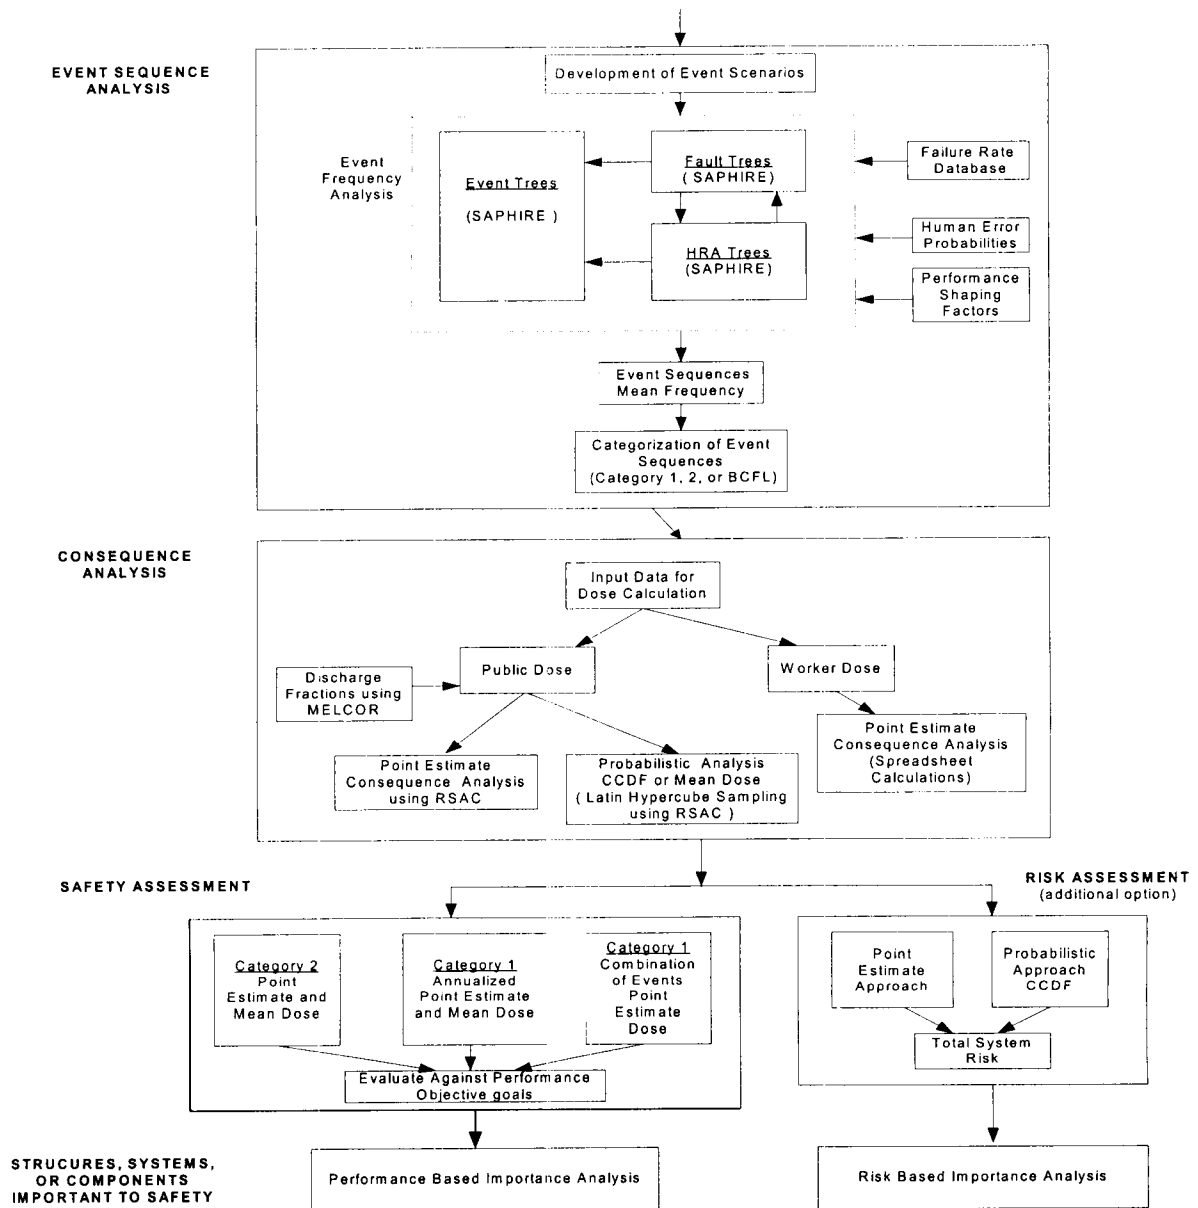 EVENT SEQUENCE
ANALYSIS
Development of Event Scenarios
Event
Frequency
Analysis
Event Trees
(SAPHIRE )
Fault Trees
( SAPHIRE)
HRA Trees
(SAPHIRE)
Failure Rate
Database
Human Error
Probabilities
Performance
Shaping
Factors
Event Sequences
Mean Frequency
Categorization of Event
Sequences
(Category 1, 2, or BCFL)
CONSEQUENCE
ANALYSIS
Input Data for
Dose Calculation
Public Dose
Worker Dose
Discharge
Fractions using
MELCOR
Point Estimate
Consequence Analysis
using RSAC
Probabilistic Analysis
CCDF or Mean Dose
( Latin Hypercube Sampling
using RSAC )
Point Estimate
Consequence Analysis
(Spreadsheet
Calculations)
SAFETY ASSESSMENT
RISK ASSESSMENT
(additional option)
Category 2
Point
Estimate and
Mean Dose
Category 1
Annualized
Point Estimate
and Mean Dose
Category 1
Combination
of Events
Point
Estimate
Dose
Evaluate Against Performance
Objective goals
Point
Estimate
Approach
Probabilistic
Approach
CCDF
Total System
Risk
STRUCURES, SYSTEMS,
OR COMPONENTS
IMPORTANT TO SAFETY
Performance Based Importance Analysis
Risk Based Importance Analysis